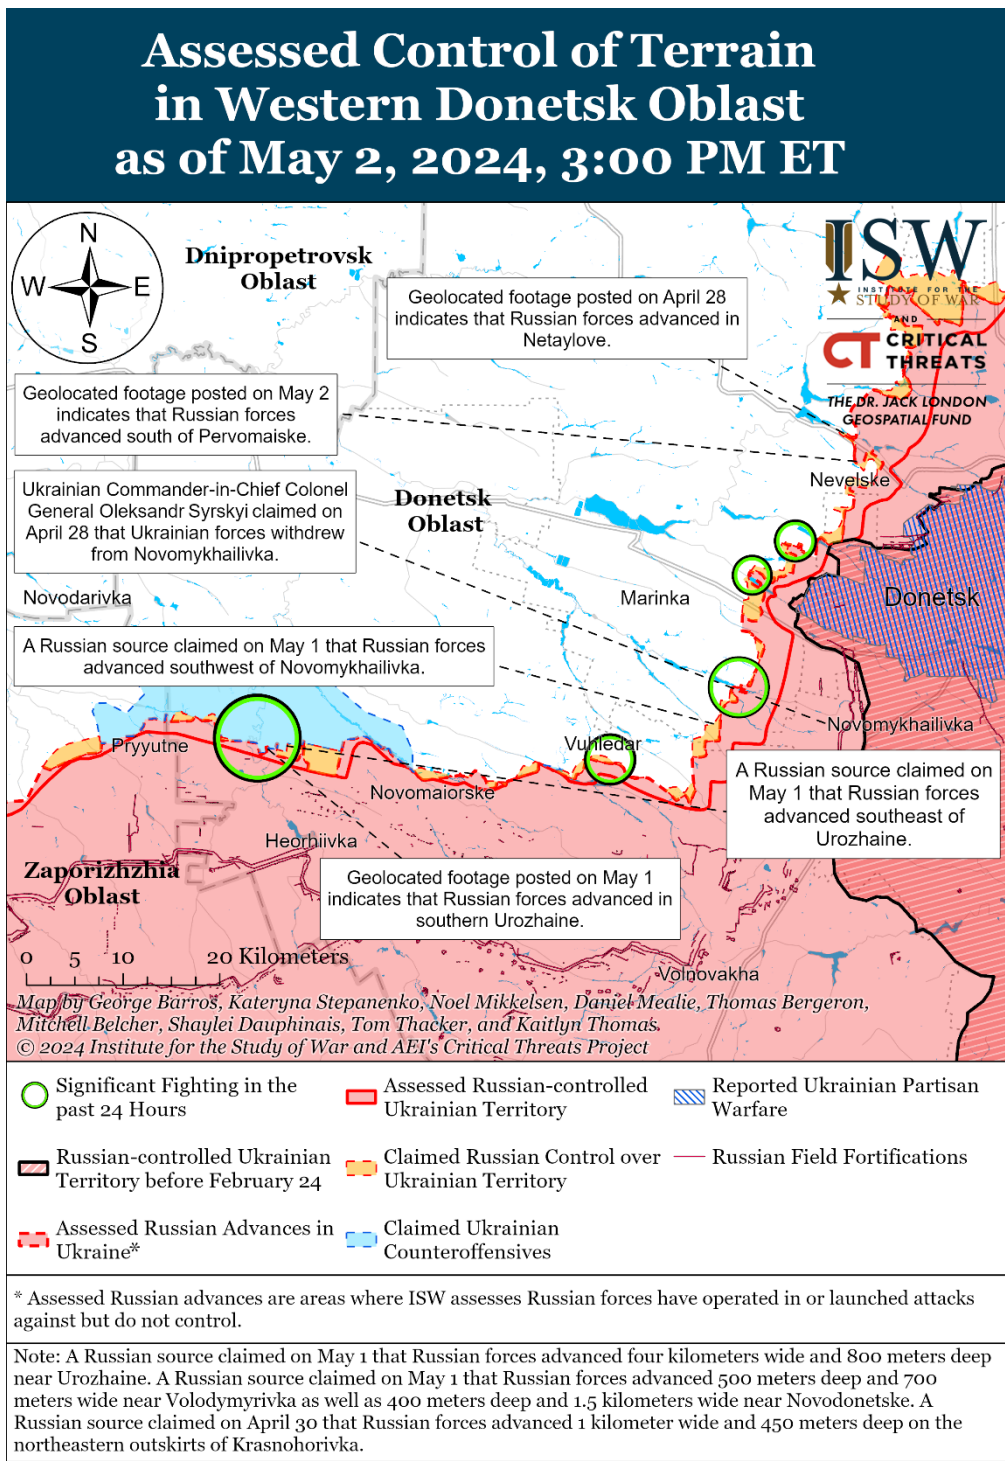 Assessed Control of Terrain
in Western Donetsk Oblast
as of May 2, 2024, 3:00 PM ET
N
W
E
S
Dnipropetrovsk
Oblast
ISW
INSTITUTE FOR THE
STUDY OF WAR
AND
CT CRITICAL
THREATS
THE DR. JACK LONDON
GEOSPATIAL FUND
Geolocated footage posted on April 28
indicates that Russian forces advanced in
Netaylove.
Geolocated footage posted on May 2
indicates that Russian forces
advanced south of Pervomaiske.
Nevelske
Ukrainian Commander-in-Chief Colonel
General Oleksandr Syrskyi claimed on
April 28 that Ukrainian forces withdrew
from Novomykhailivka.
Donetsk
Oblast
Novodarivka
Marinka
Donetsk
A Russian source claimed on May 1 that Russian forces
advanced southwest of Novomykhailivka.
Novomykhailivka
Pryyutne
Vuhledar
Novomaiorske
A Russian source claimed on
May 1 that Russian forces
advanced southeast of
Urozhaine.
Heorhiivka
Zaporizhzhia
Oblast
Geolocated footage posted on May 1
indicates that Russian forces advanced in
southern Urozhaine.
0 5 10 20 Kilometers
Volnovakha
Map by George Barros, Kateryna Stepanenko, Noel Mikkelsen, Daniel Mealie, Thomas Bergeron,
Mitchell Belcher, Shaylei Dauphinais, Tom Thacker, and Kaitlyn Thomas.
© 2024 Institute for the Study of War and AEI's Critical Threats Project
Significant Fighting in the
past 24 Hours
Assessed Russian-controlled
Ukrainian Territory
Reported Ukrainian Partisan
Warfare
Russian-controlled Ukrainian
Territory before February 24
Claimed Russian Control over
Ukrainian Territory
Russian Field Fortifications
Assessed Russian Advances in
Ukraine*
Claimed Ukrainian
Counteroffensives
* Assessed Russian advances are areas where ISW assesses Russian forces have operated in or launched attacks
against but do not control.
Note: A Russian source claimed on May 1 that Russian forces advanced four kilometers wide and 800 meters deep
near Urozhaine. A Russian source claimed on May 1 that Russian forces advanced 500 meters deep and 700
meters wide near Volodymyrivka as well as 400 meters deep and 1.5 kilometers wide near Novodonetske. A
Russian source claimed on April 30 that Russian forces advanced 1 kilometer wide and 450 meters deep on the
northeastern outskirts of Krasnohorivka.